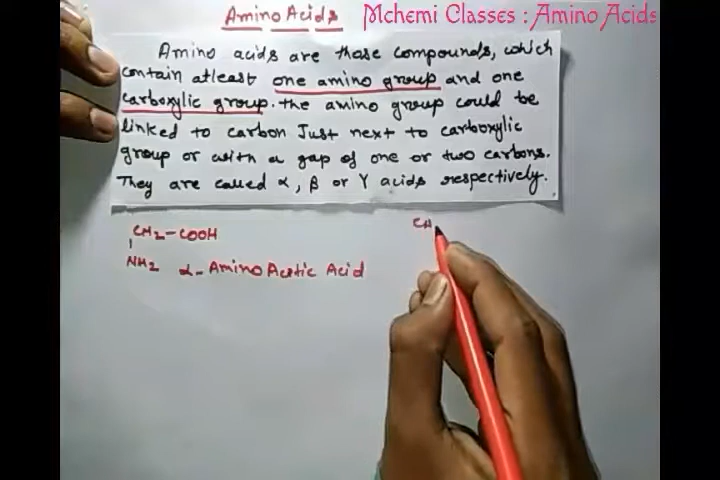 Amino Acids
Mchemi Classes : Amino Acids
Amino acids are those compounds, which
contain atleast one amino group and one
carboxylic group. The amino group could be
linked to carbon Just next to carboxylic
group or with a gap of one or two carbons.
They are called α, β or γ acids respectively.
CH2-COOH
NH2 α-Amino Acetic Acid
CH